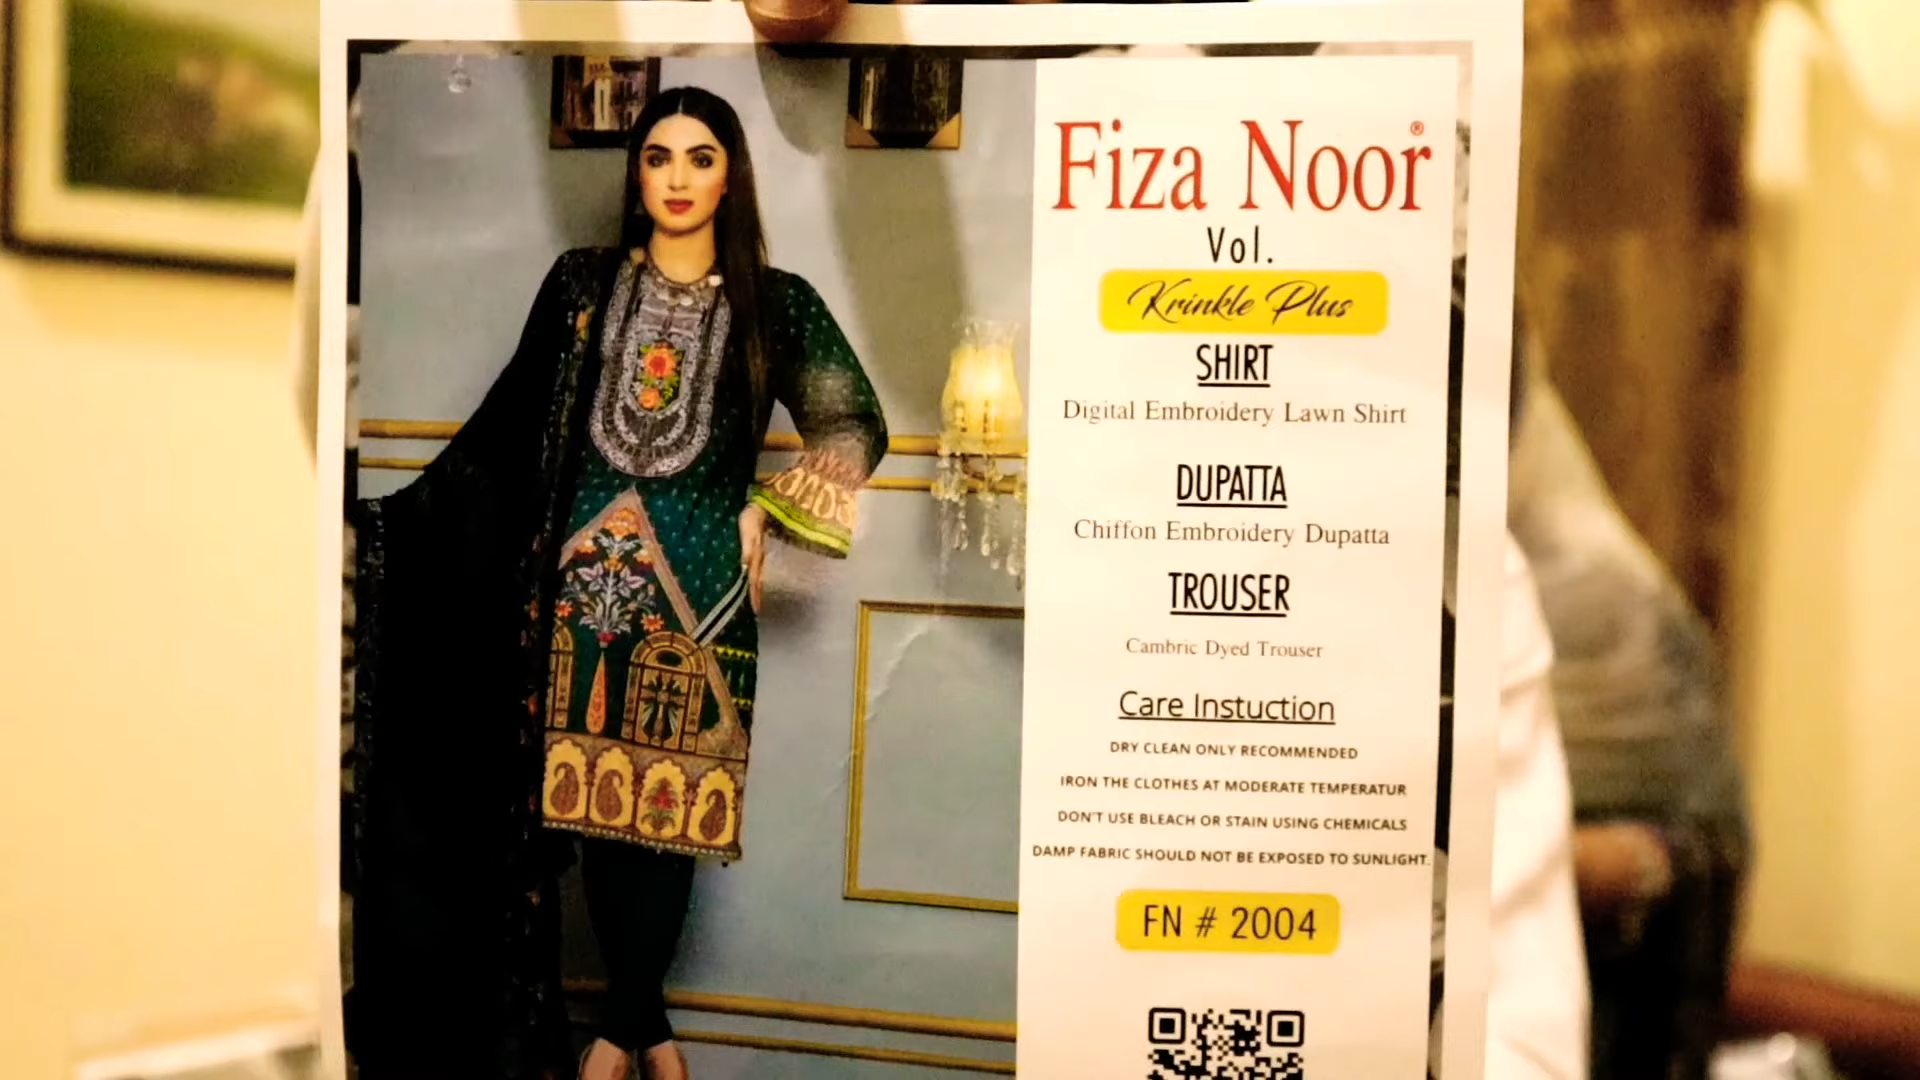 Fiza Noor®
Vol.
Krinkle Plus
SHIRT
Digital Embroidery Lawn Shirt
DUPATTA
Chiffon Embroidery Dupatta
TROUSER
Cambric Dyed Trouser
Care Instuction
DRY CLEAN ONLY RECOMMENDED
IRON THE CLOTHES AT MODERATE TEMPERATUR
DON'T USE BLEACH OR STAIN USING CHEMICALS
DAMP FABRIC SHOULD NOT BE EXPOSED TO SUNLIGHT.
FN # 2004